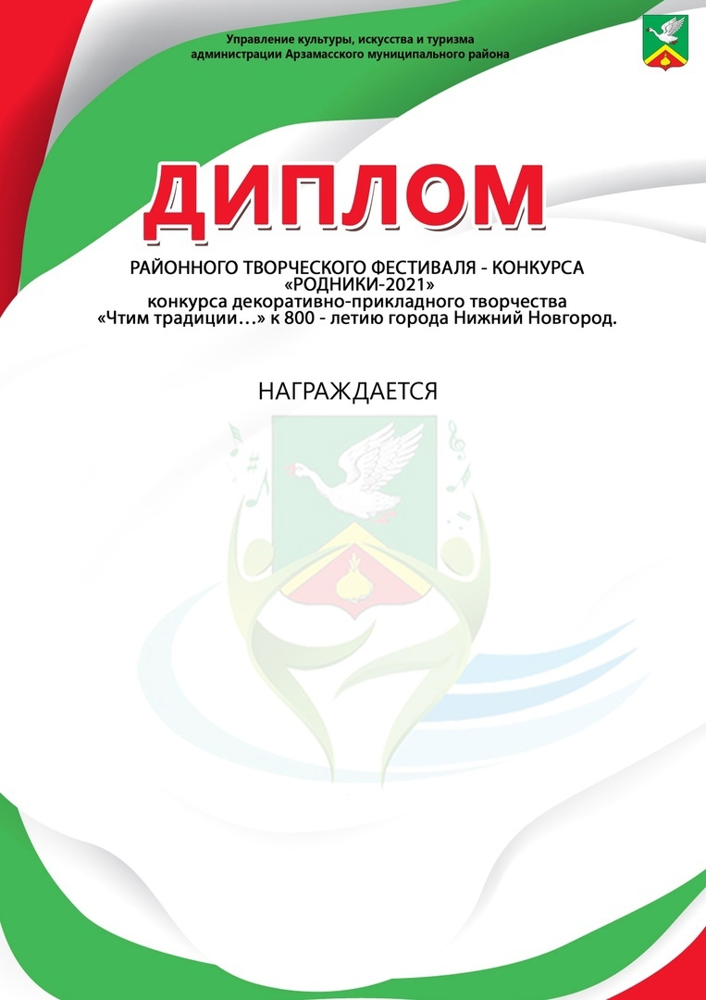 Управление культуры, искусства и туризма
администрации Арзамасского муниципального района
ДИПЛОМ
РАЙОННОГО ТВОРЧЕСКОГО ФЕСТИВАЛЯ - КОНКУРСА
«РОДНИКИ-2021»
конкурса декоративно-прикладного творчества
«Чтим традиции...» к 800 - летию города Нижний Новгород.
НАГРАЖДАЕТСЯ